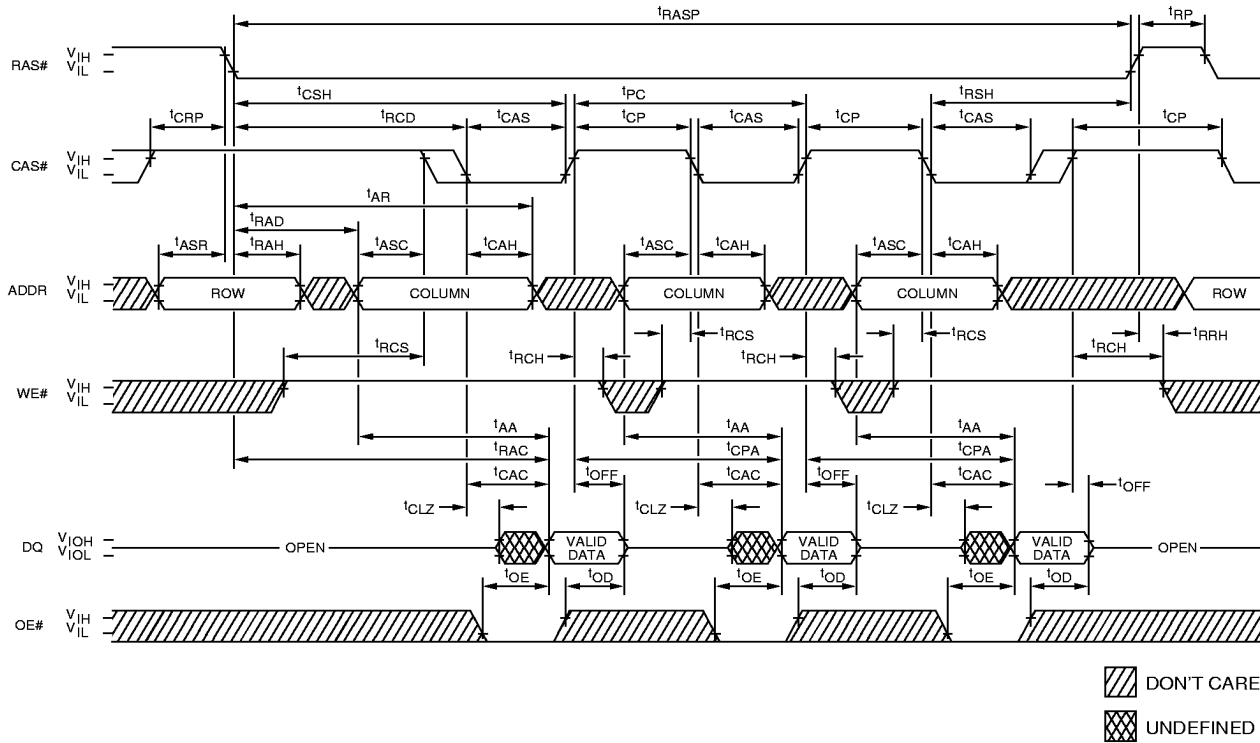 tRASP tRP
RAS# VIH
VIL
tCSH tPC tRSH
tCRP tRCD tCAS tCP tCAS tCP tCAS tCP
CAS# VIH
VIL
tAR
tRAD
tASR tRAH tASC tCAH tASC tCAH tASC tCAH
ADDR VIH
VIL
ROW COLUMN COLUMN COLUMN ROW
tRCS tRCH tRCS tRCH tRCS tRCH tRRH
WE# VIH
VIL
tAA tAA tAA
tRAC tCPA tCPA
tCAC tOFF tCAC tOFF tCAC tOFF
tCLZ tCLZ tCLZ
DQ VIOH
VIOL
OPEN VALID DATA VALID DATA VALID DATA OPEN
tOE tOD tOE tOD tOE tOD
OE# VIH
VIL
DON'T CARE
UNDEFINED